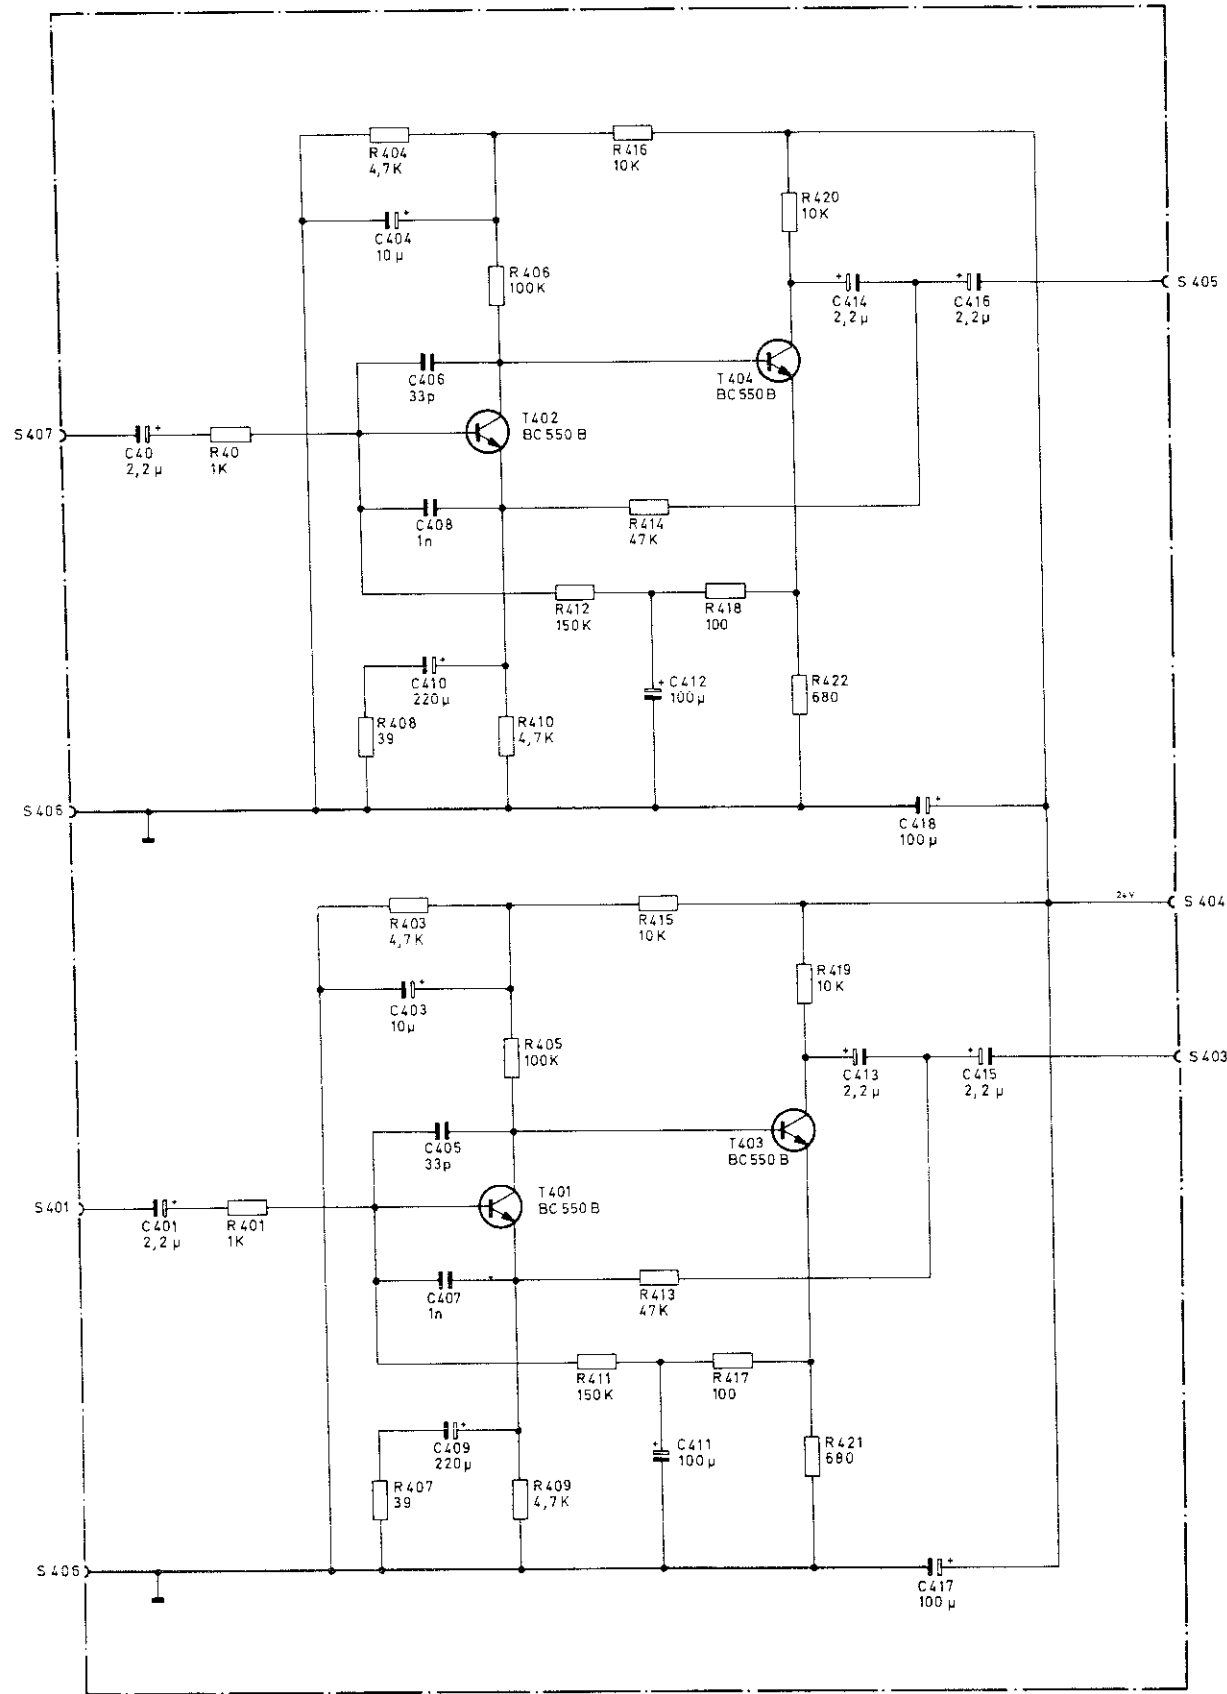 R404
4,7K
R416
10K
R420
10K
C404
10µ
R406
100K
C414
2,2µ
C416
2,2µ
S405
C406
33p
T404
BC550B
T402
BC550B
S407
C40
2,2µ
R40
1K
C408
1n
R414
47K
R412
150K
R418
100
C410
220µ
C412
100µ
R422
680
R408
39
R410
4,7K
S406
C418
100µ
24V
S404
R403
4,7K
R415
10K
R419
10K
C403
10µ
R405
100K
C413
2,2µ
C415
2,2µ
S403
C405
33p
T403
BC550B
T401
BC550B
S401
C401
2,2µ
R401
1K
C407
1n
R413
47K
R411
150K
R417
100
C409
220µ
C411
100µ
R421
680
R407
39
R409
4,7K
S406
C417
100µ